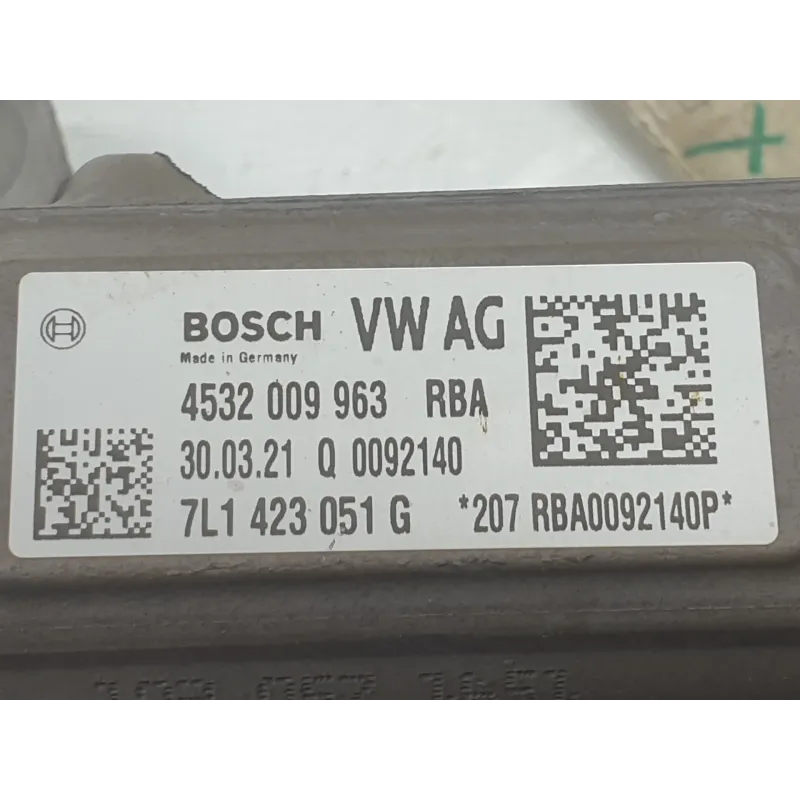 BOSCH VW AG
Made in Germany
4532 009 963 RBA
30.03.21 Q 0092140
7L1 423 051 G *207 RBA0092140P*